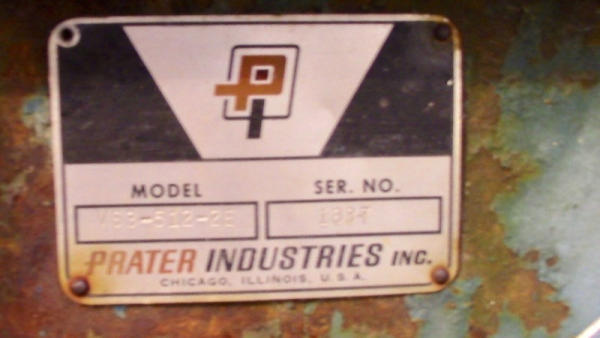 MODEL SER. NO.
PRATER INDUSTRIES INC.
CHICAGO, ILLINOIS, U.S.A.